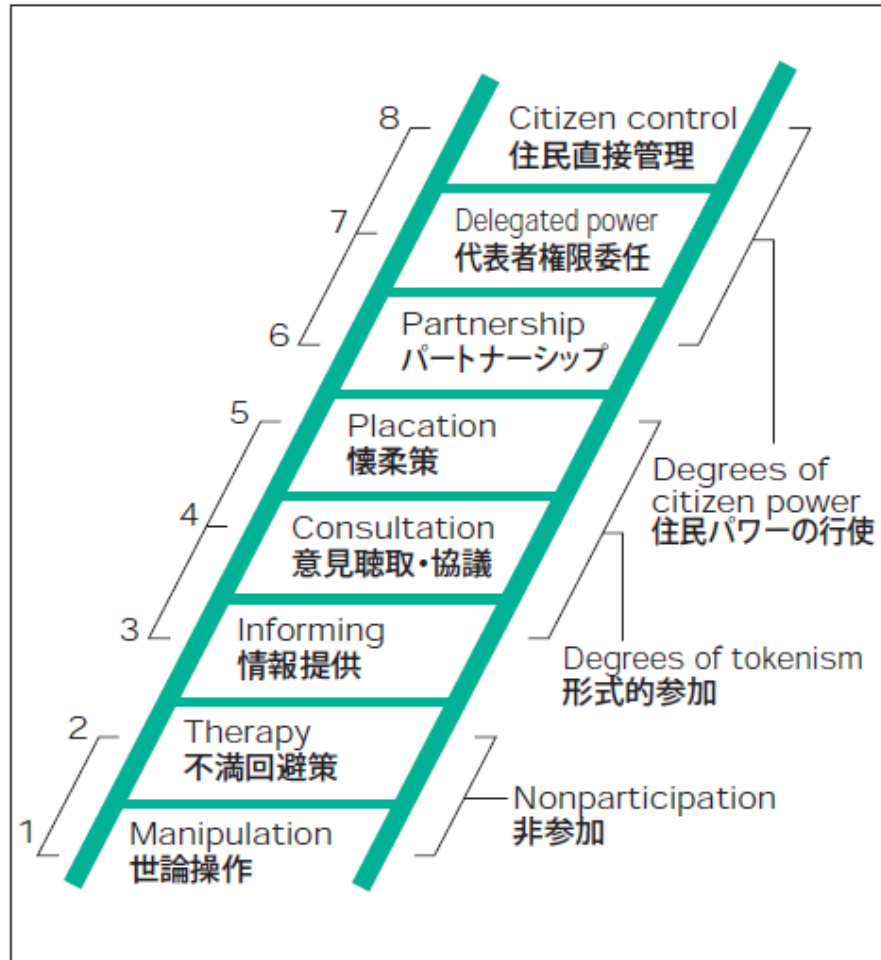 8
Citizen control
住民直接管理
7
Delegated power
代表者権限委任
6
Partnership
パートナーシップ
5
Placation
懐柔策
4
Consultation
意見聴取・協議
3
Informing
情報提供
2
Therapy
不満回避策
1
Manipulation
世論操作
Degrees of
citizen power
住民パワーの行使
Degrees of tokenism
形式的参加
Nonparticipation
非参加